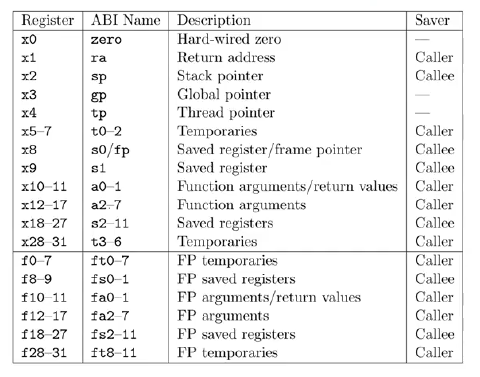 Register ABI Name Description Saver
x0 zero Hard-wired zero —
x1 ra Return address Caller
x2 sp Stack pointer Callee
x3 gp Global pointer —
x4 tp Thread pointer —
x5–7 t0–2 Temporaries Caller
x8 s0/fp Saved register/frame pointer Callee
x9 s1 Saved register Callee
x10–11 a0–1 Function arguments/return values Caller
x12–17 a2–7 Function arguments Caller
x18–27 s2–11 Saved registers Callee
x28–31 t3–6 Temporaries Caller
f0–7 ft0–7 FP temporaries Caller
f8–9 fs0–1 FP saved registers Callee
f10–11 fa0–1 FP arguments/return values Caller
f12–17 fa2–7 FP arguments Caller
f18–27 fs2–11 FP saved registers Callee
f28–31 ft8–11 FP temporaries Caller